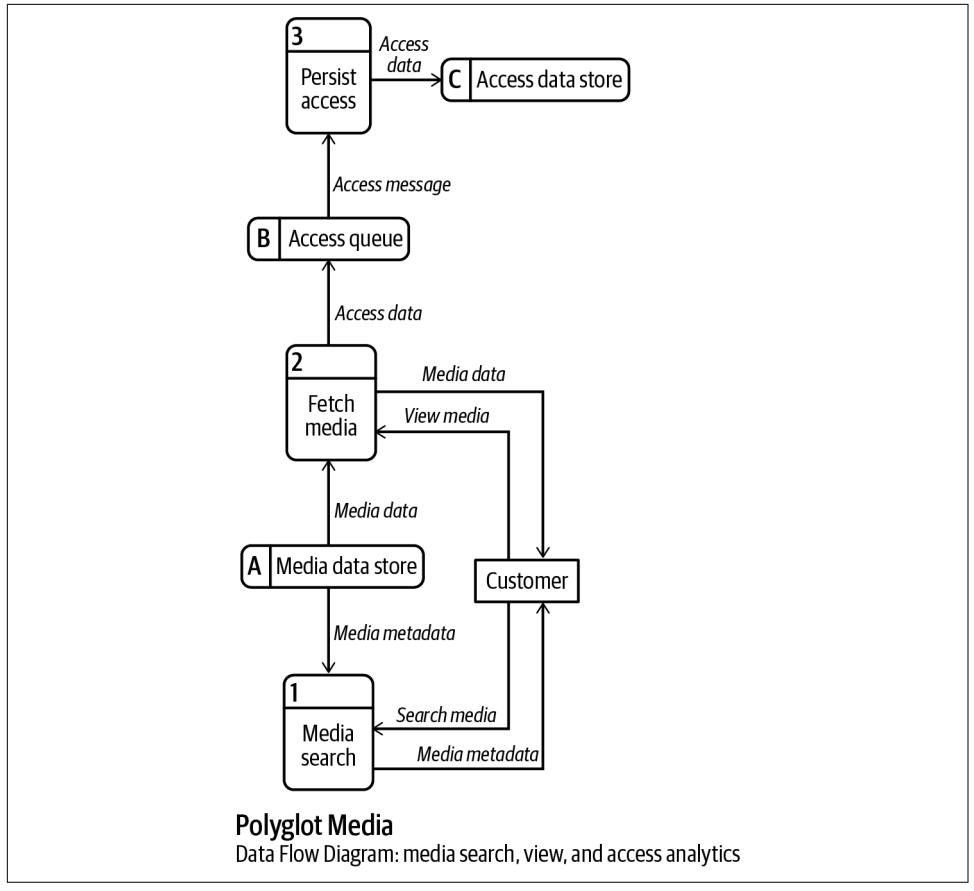 3
Persist
access
Access
data
C Access data store
Access message
B Access queue
Access data
2
Fetch
media
Media data
View media
Media data
A Media data store
Customer
Media metadata
1
Media
search
Search media
Media metadata
Polyglot Media
Data Flow Diagram: media search, view, and access analytics